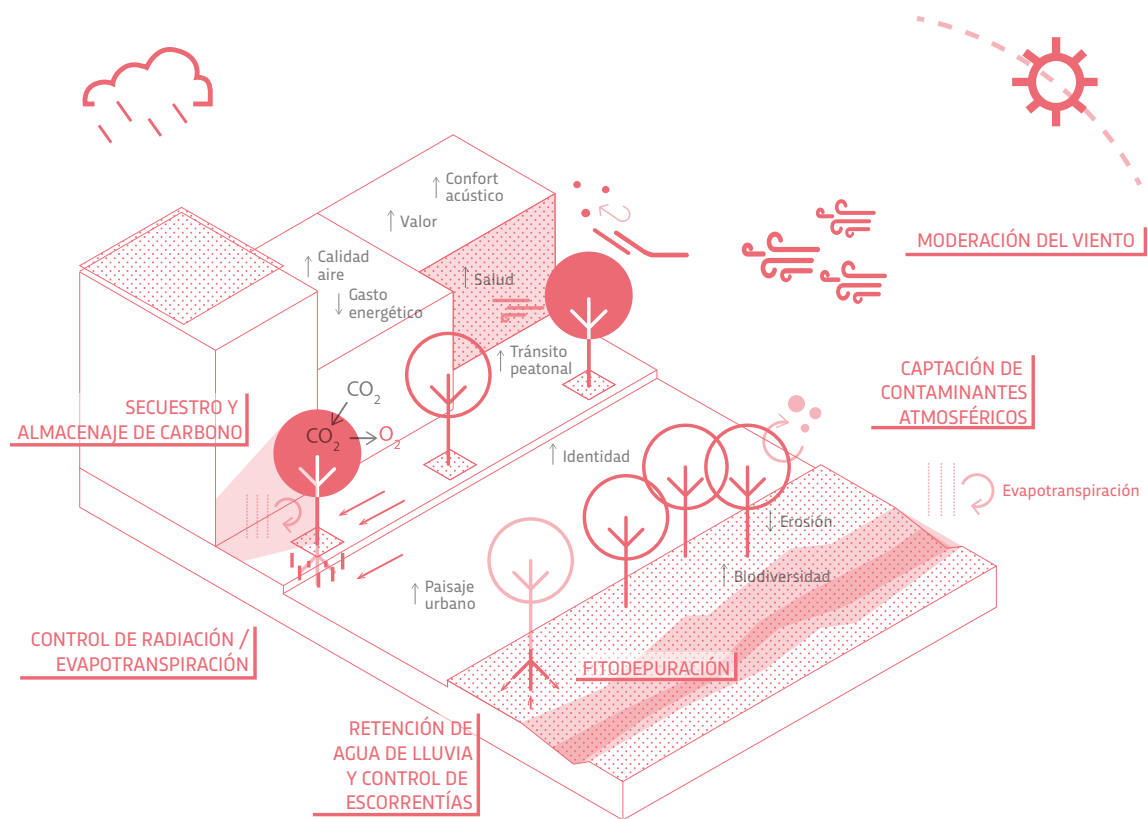 Confort
acústico
Valor
Calidad
aire
Gasto
energético
Salud
MODERACIÓN DEL VIENTO
Tránsito
peatonal
CAPTACIÓN DE
CONTAMINANTES
ATMOSFÉRICOS
SECUESTRO Y
ALMACENAJE DE CARBONO
CO2
CO2
O2
Identidad
Evapotranspiración
Erosión
Biodiversidad
Paisaje
urbano
CONTROL DE RADIACIÓN /
EVAPOTRANSPIRACIÓN
FITODEPURACIÓN
RETENCIÓN DE
AGUA DE LLUVIA
Y CONTROL DE
ESCORRENTÍAS